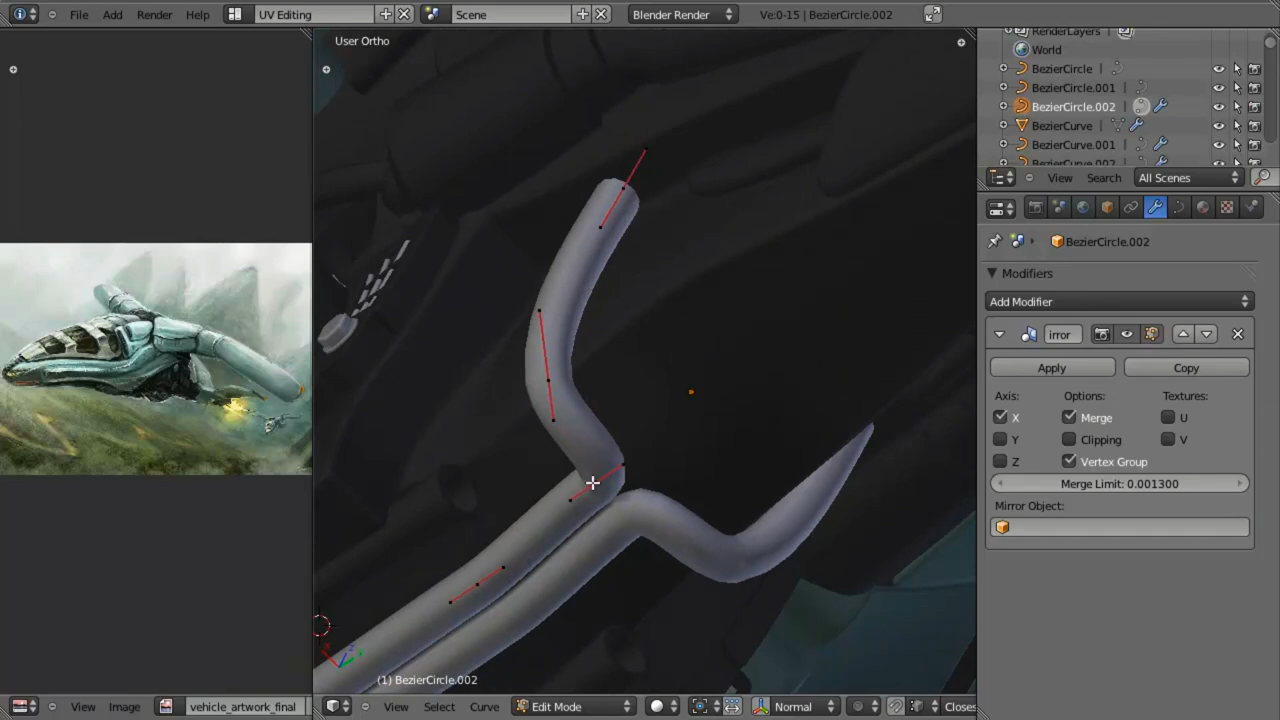 File Add Render Help UV Editing Scene Blender Render Ve:0-15 | BezierCircle.002
User Ortho
RenderLayers |
World
BezierCircle |
BezierCircle.001 |
BezierCircle.002 |
BezierCurve |
BezierCurve.001 |
BezierCurve.002 |
View Search All Scenes
BezierCircle.002
Modifiers
Add Modifier
irror
Apply Copy
Axis: Options: Textures:
X Merge U
Y Clipping V
Z Vertex Group
Merge Limit: 0.001300
Mirror Object:
(1) BezierCircle.002
View Image vehicle_artwork_final View Select Curve Edit Mode Normal Closes